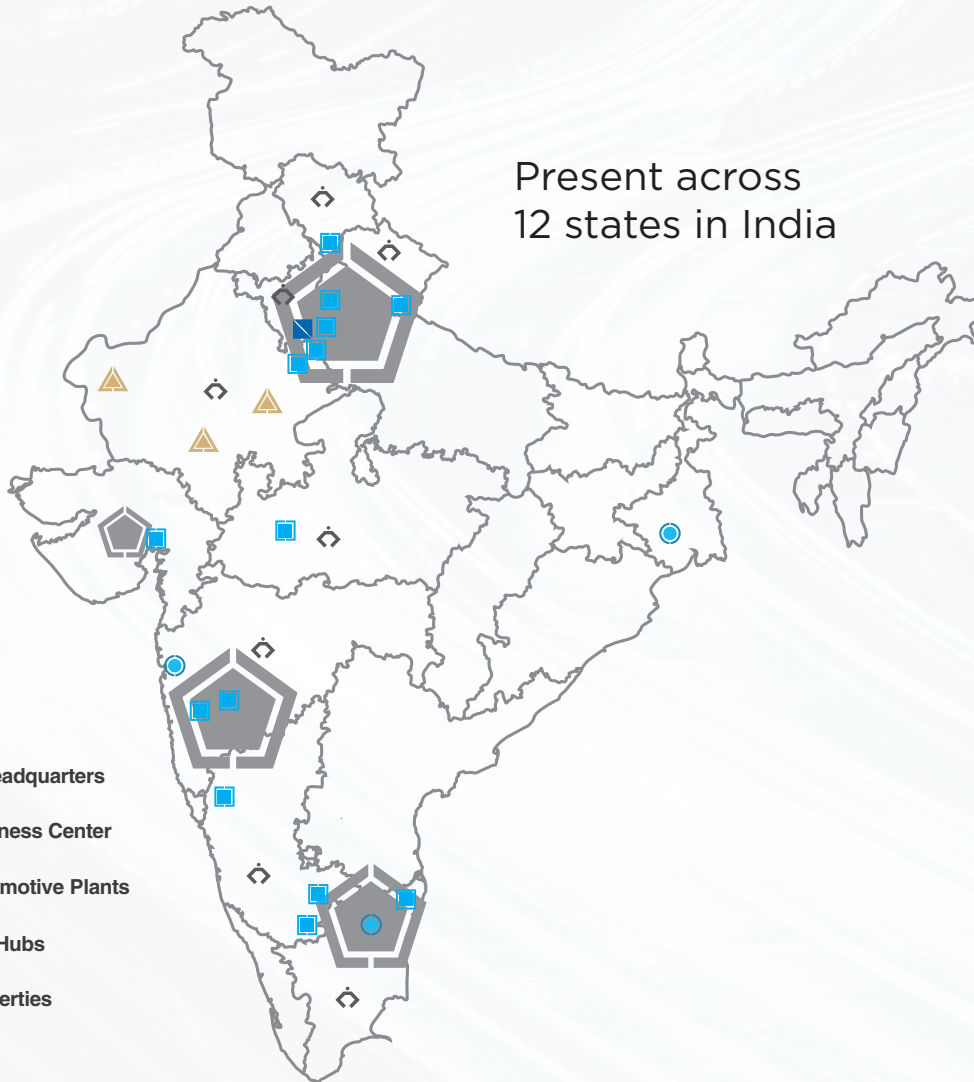 Present across
12 states in India
eadquarters
ness Center
motive Plants
Hubs
erties